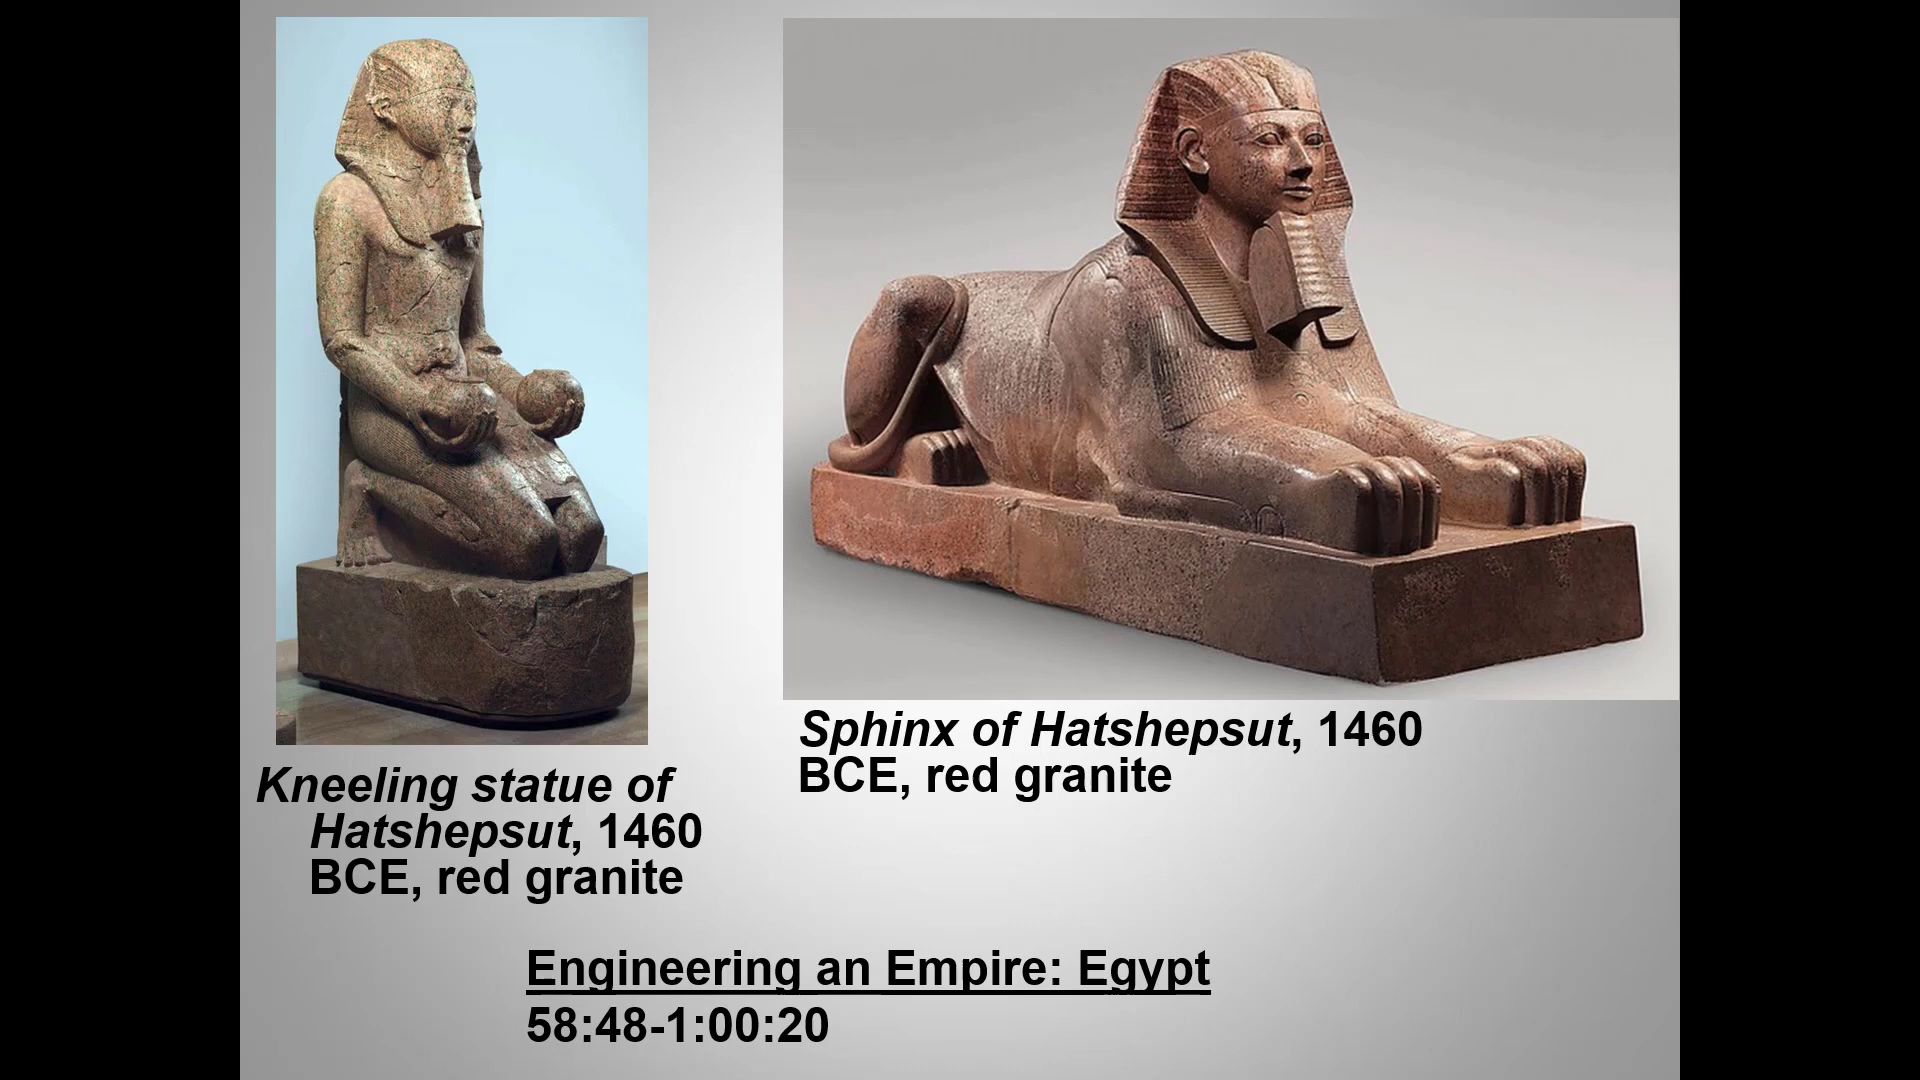 Kneeling statue of
Hatshepsut, 1460
BCE, red granite
Sphinx of Hatshepsut, 1460
BCE, red granite
Engineering an Empire: Egypt
58:48-1:00:20